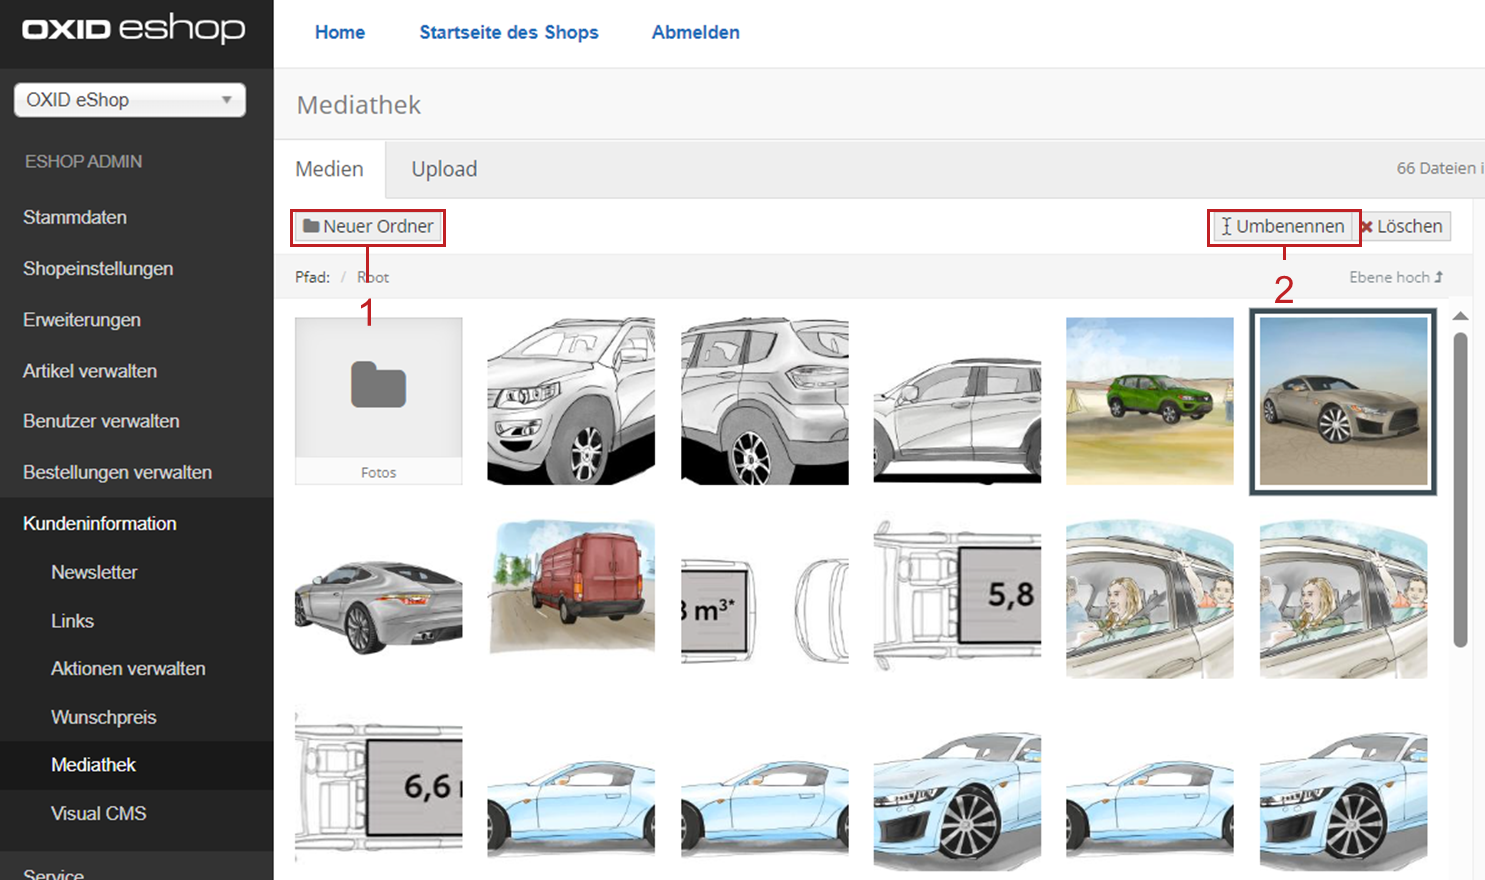 OXID eshop
Home
Startseite des Shops
Abmelden
OXID eShop
Mediathek
ESHOP ADMIN
Medien
Upload
66 Dateien i
Stammdaten
Neuer Ordner
Umbenennen
Löschen
Shopeinstellungen
Pfad: / Root
Ebene hoch
1
2
Erweiterungen
Artikel verwalten
Benutzer verwalten
Bestellungen verwalten
Fotos
Kundeninformation
Newsletter
Links
3 m³*
5,8
Aktionen verwalten
Wunschpreis
Mediathek
6,6
Visual CMS
Service